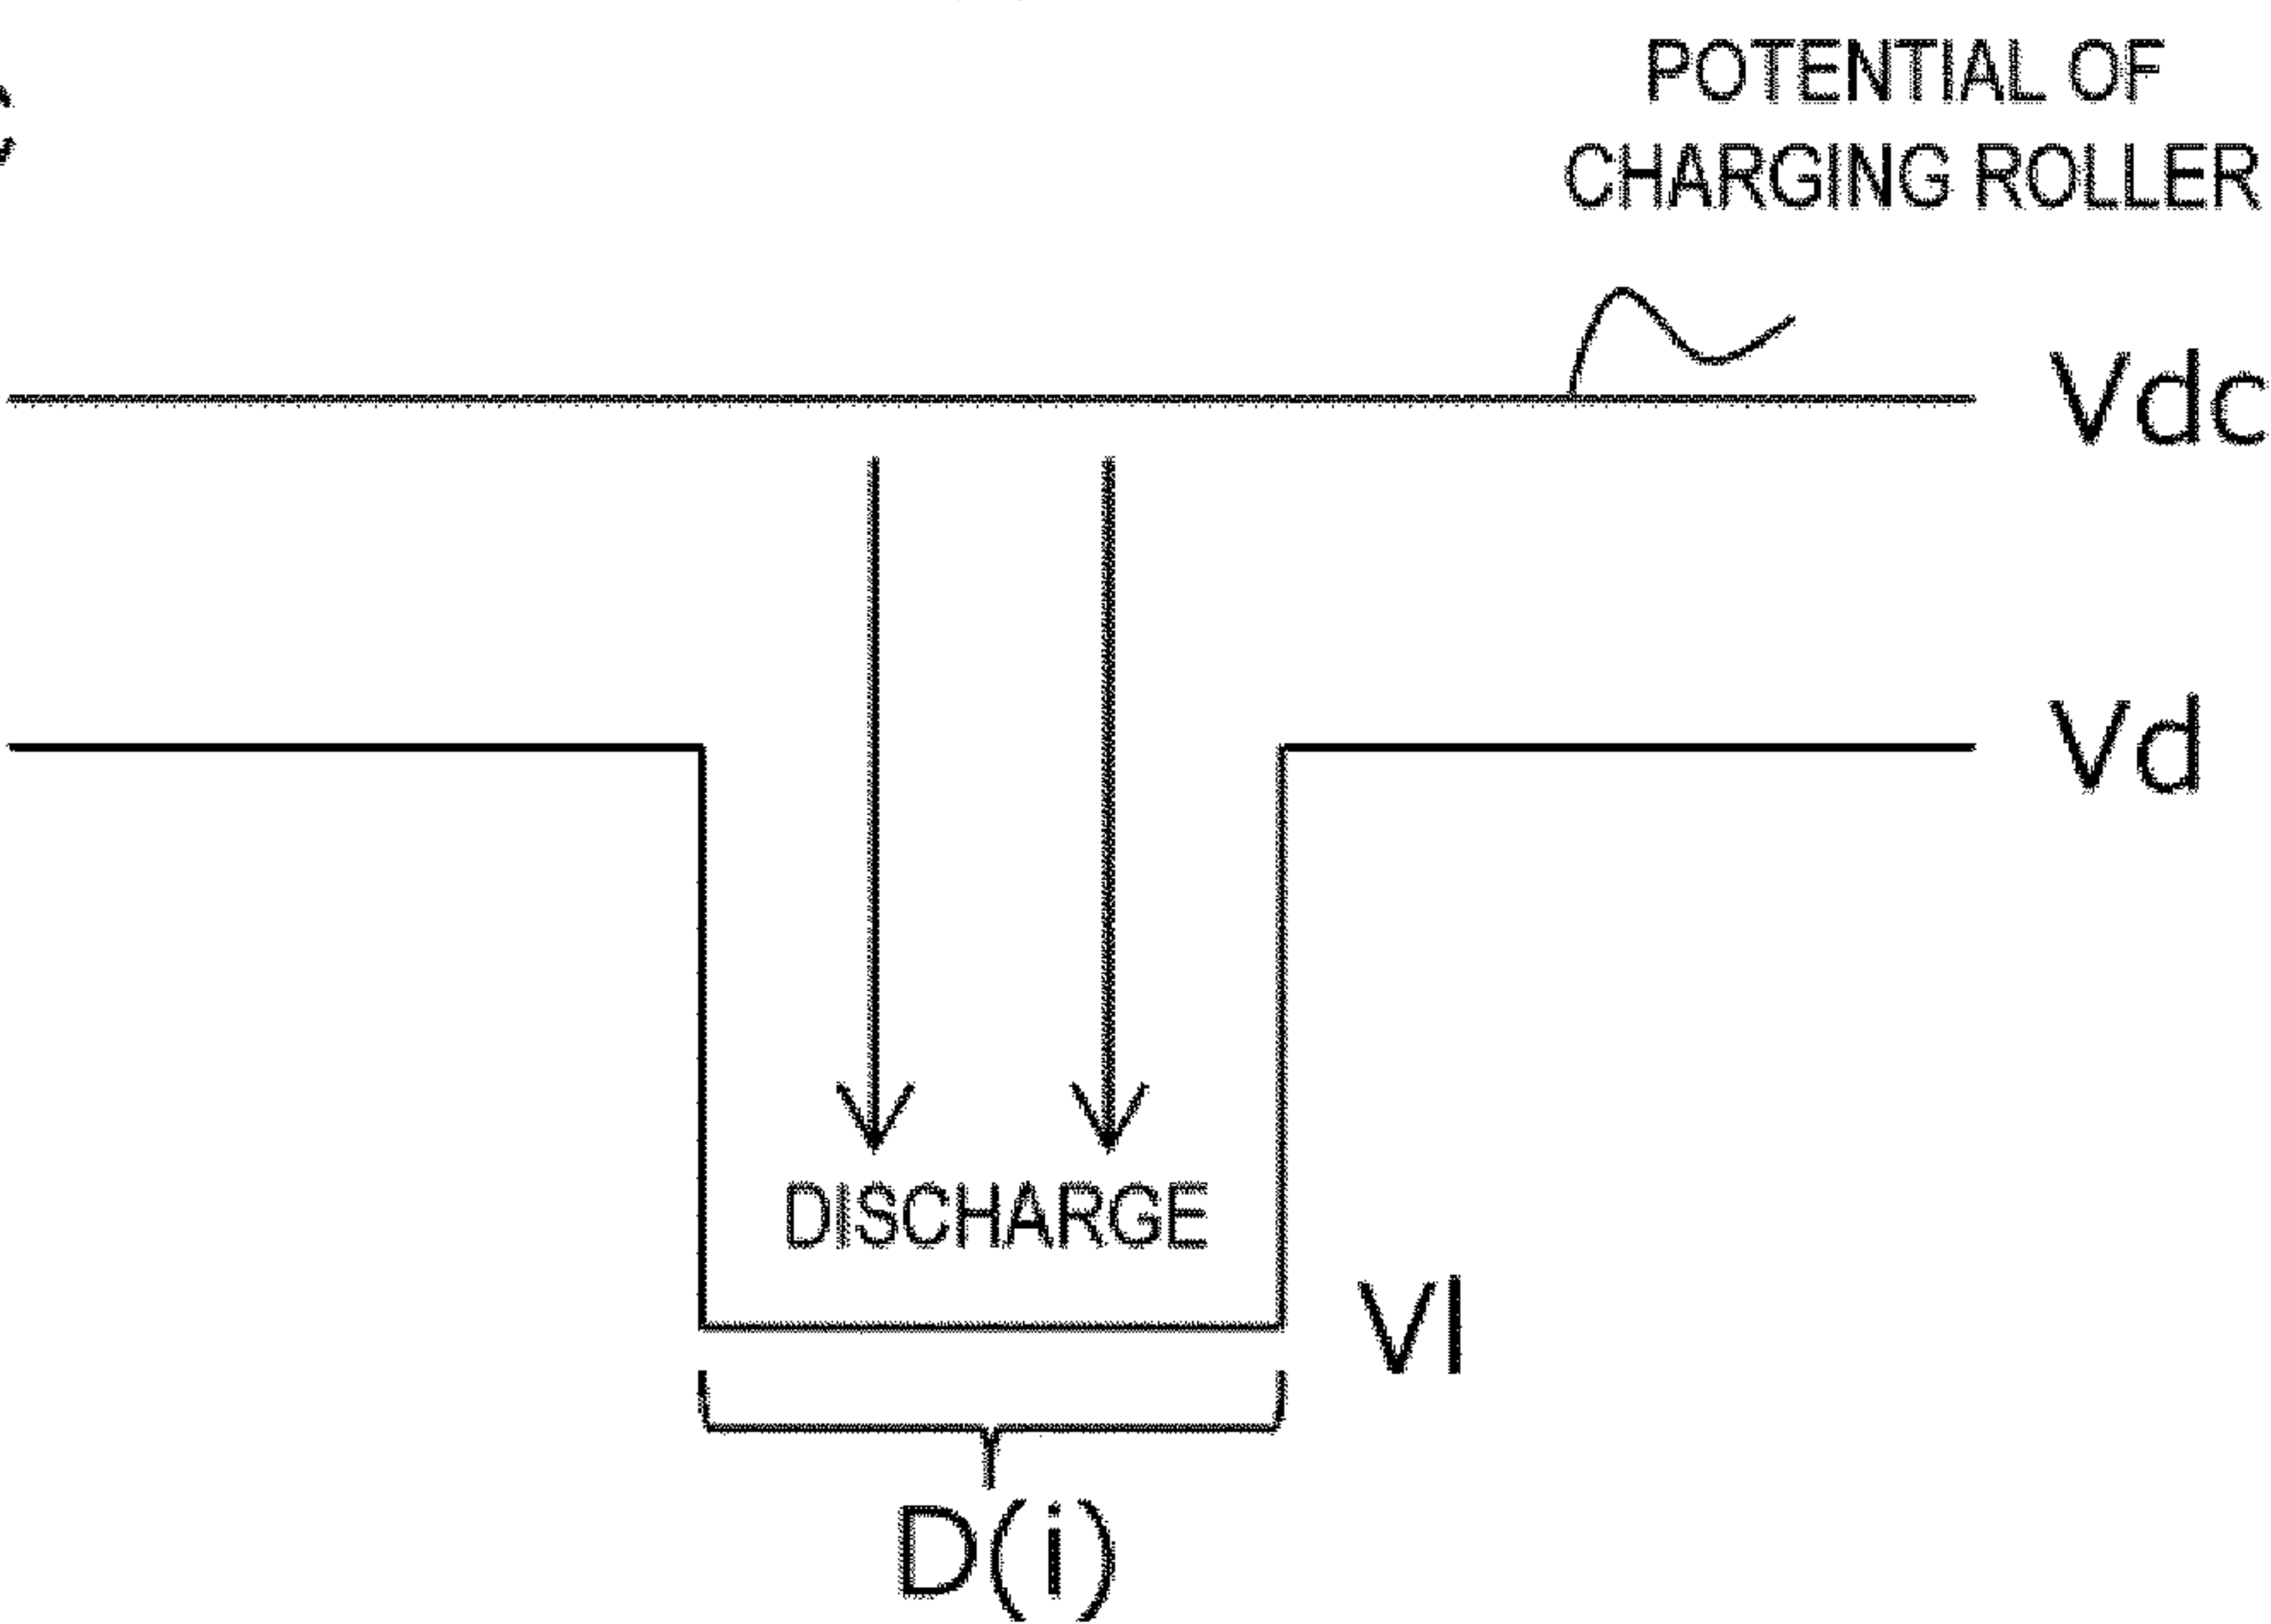 POTENTIAL OF
CHARGING ROLLER
Vdc
Vd
DISCHARGE
Vl
D(i)